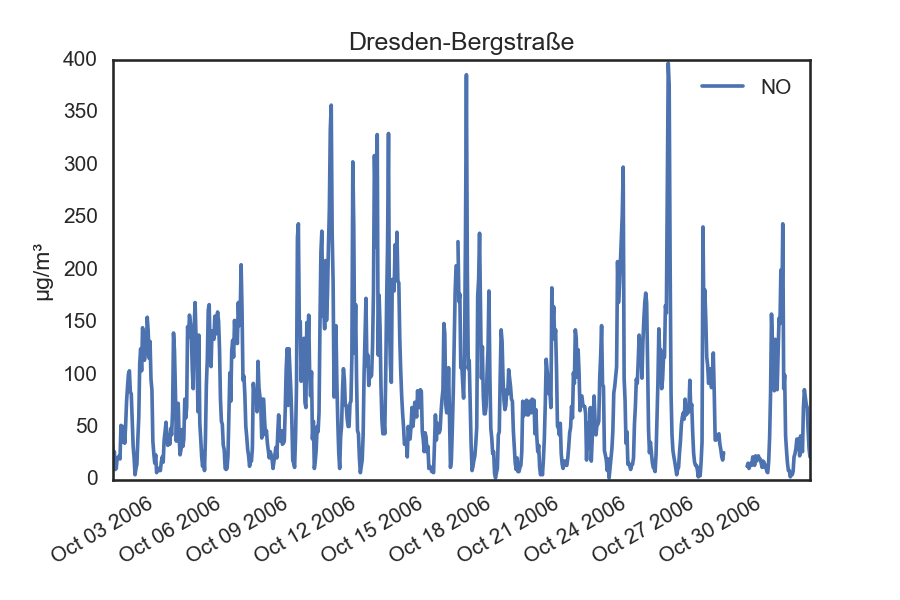 Dresden-Bergstraße
400
350
300
250
200
150
100
50
0
µg/m³
NO
Oct 03 2006
Oct 06 2006
Oct 09 2006
Oct 12 2006
Oct 15 2006
Oct 18 2006
Oct 21 2006
Oct 24 2006
Oct 27 2006
Oct 30 2006